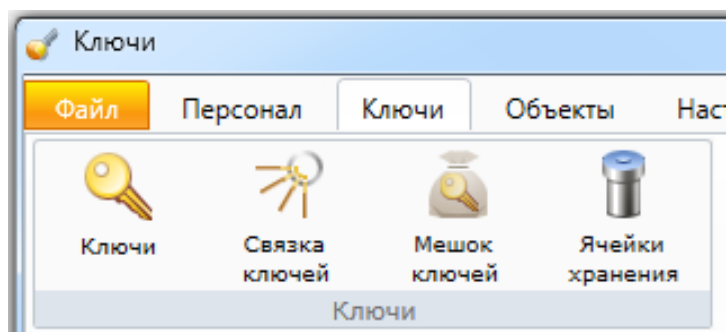 Ключи
Файл Персонал Ключи Объекты
Ключи Связка ключей Мешок ключей Ячейки хранения
Ключи